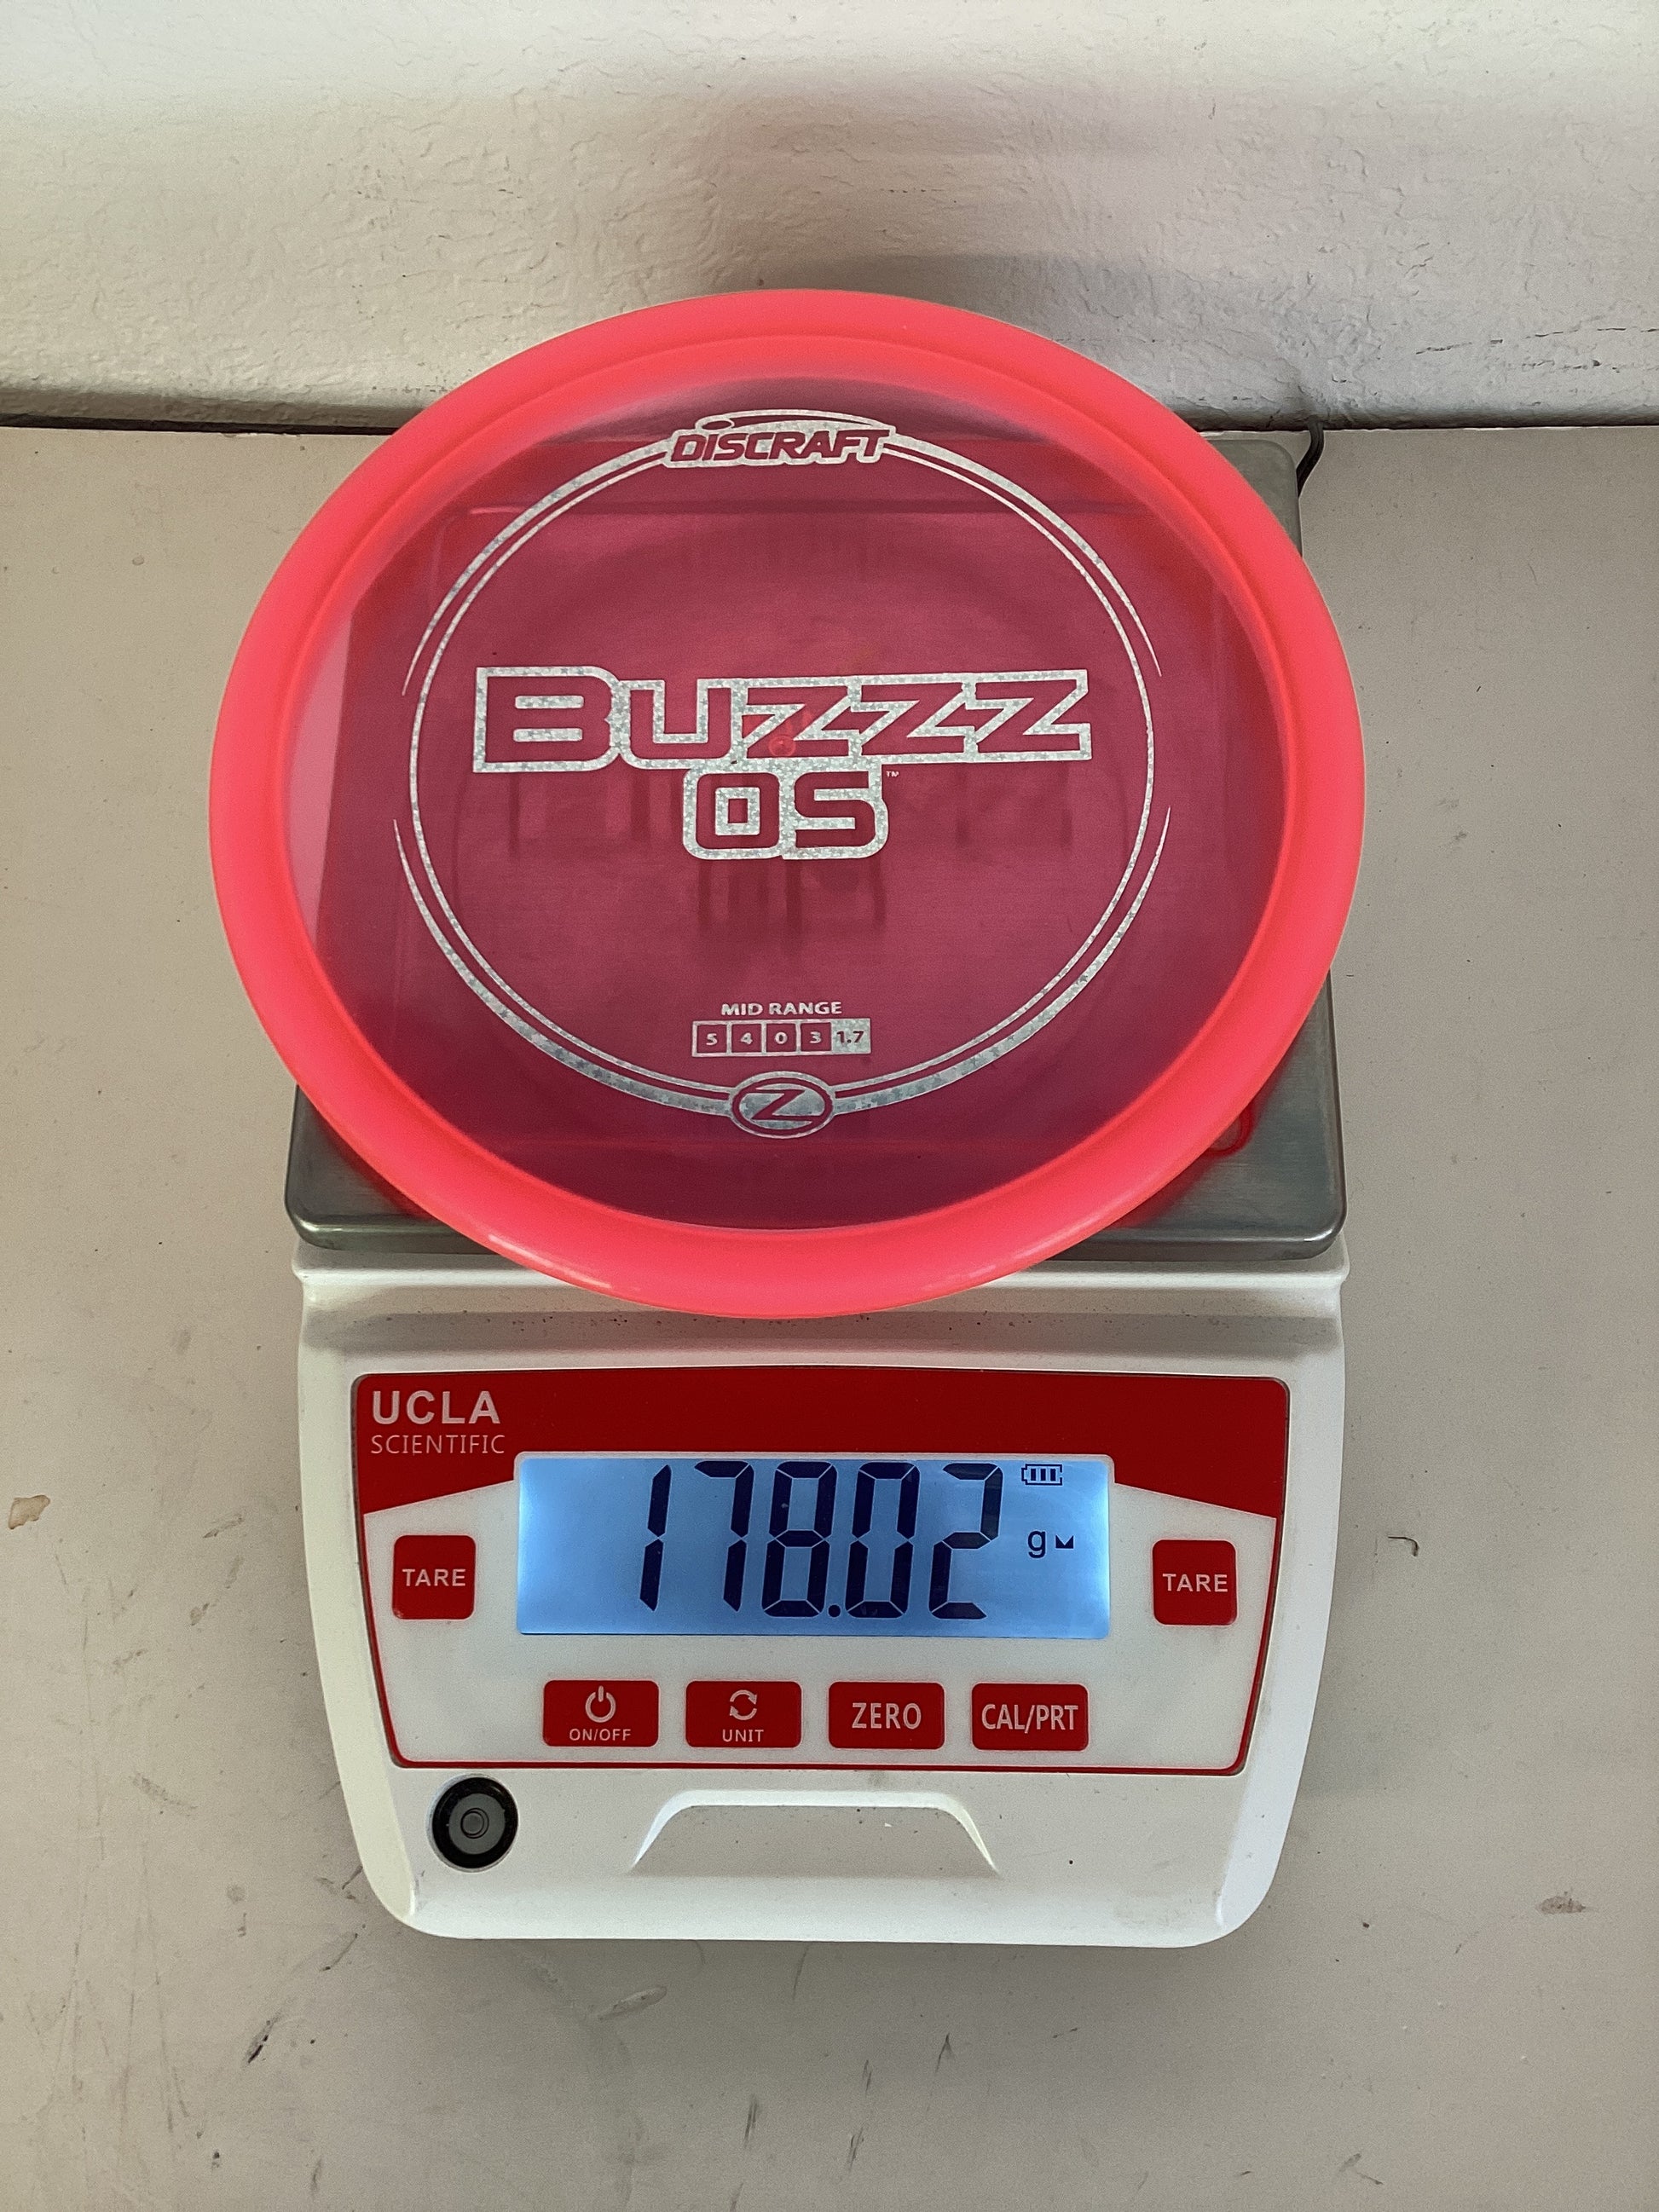 DISCRAFT
BUZZZ
OS™
MID RANGE
5 4 0 3 1.7
Z
UCLA
SCIENTIFIC
178.02 g
TARE
TARE
ON/OFF
UNIT
ZERO
CAL/PRT